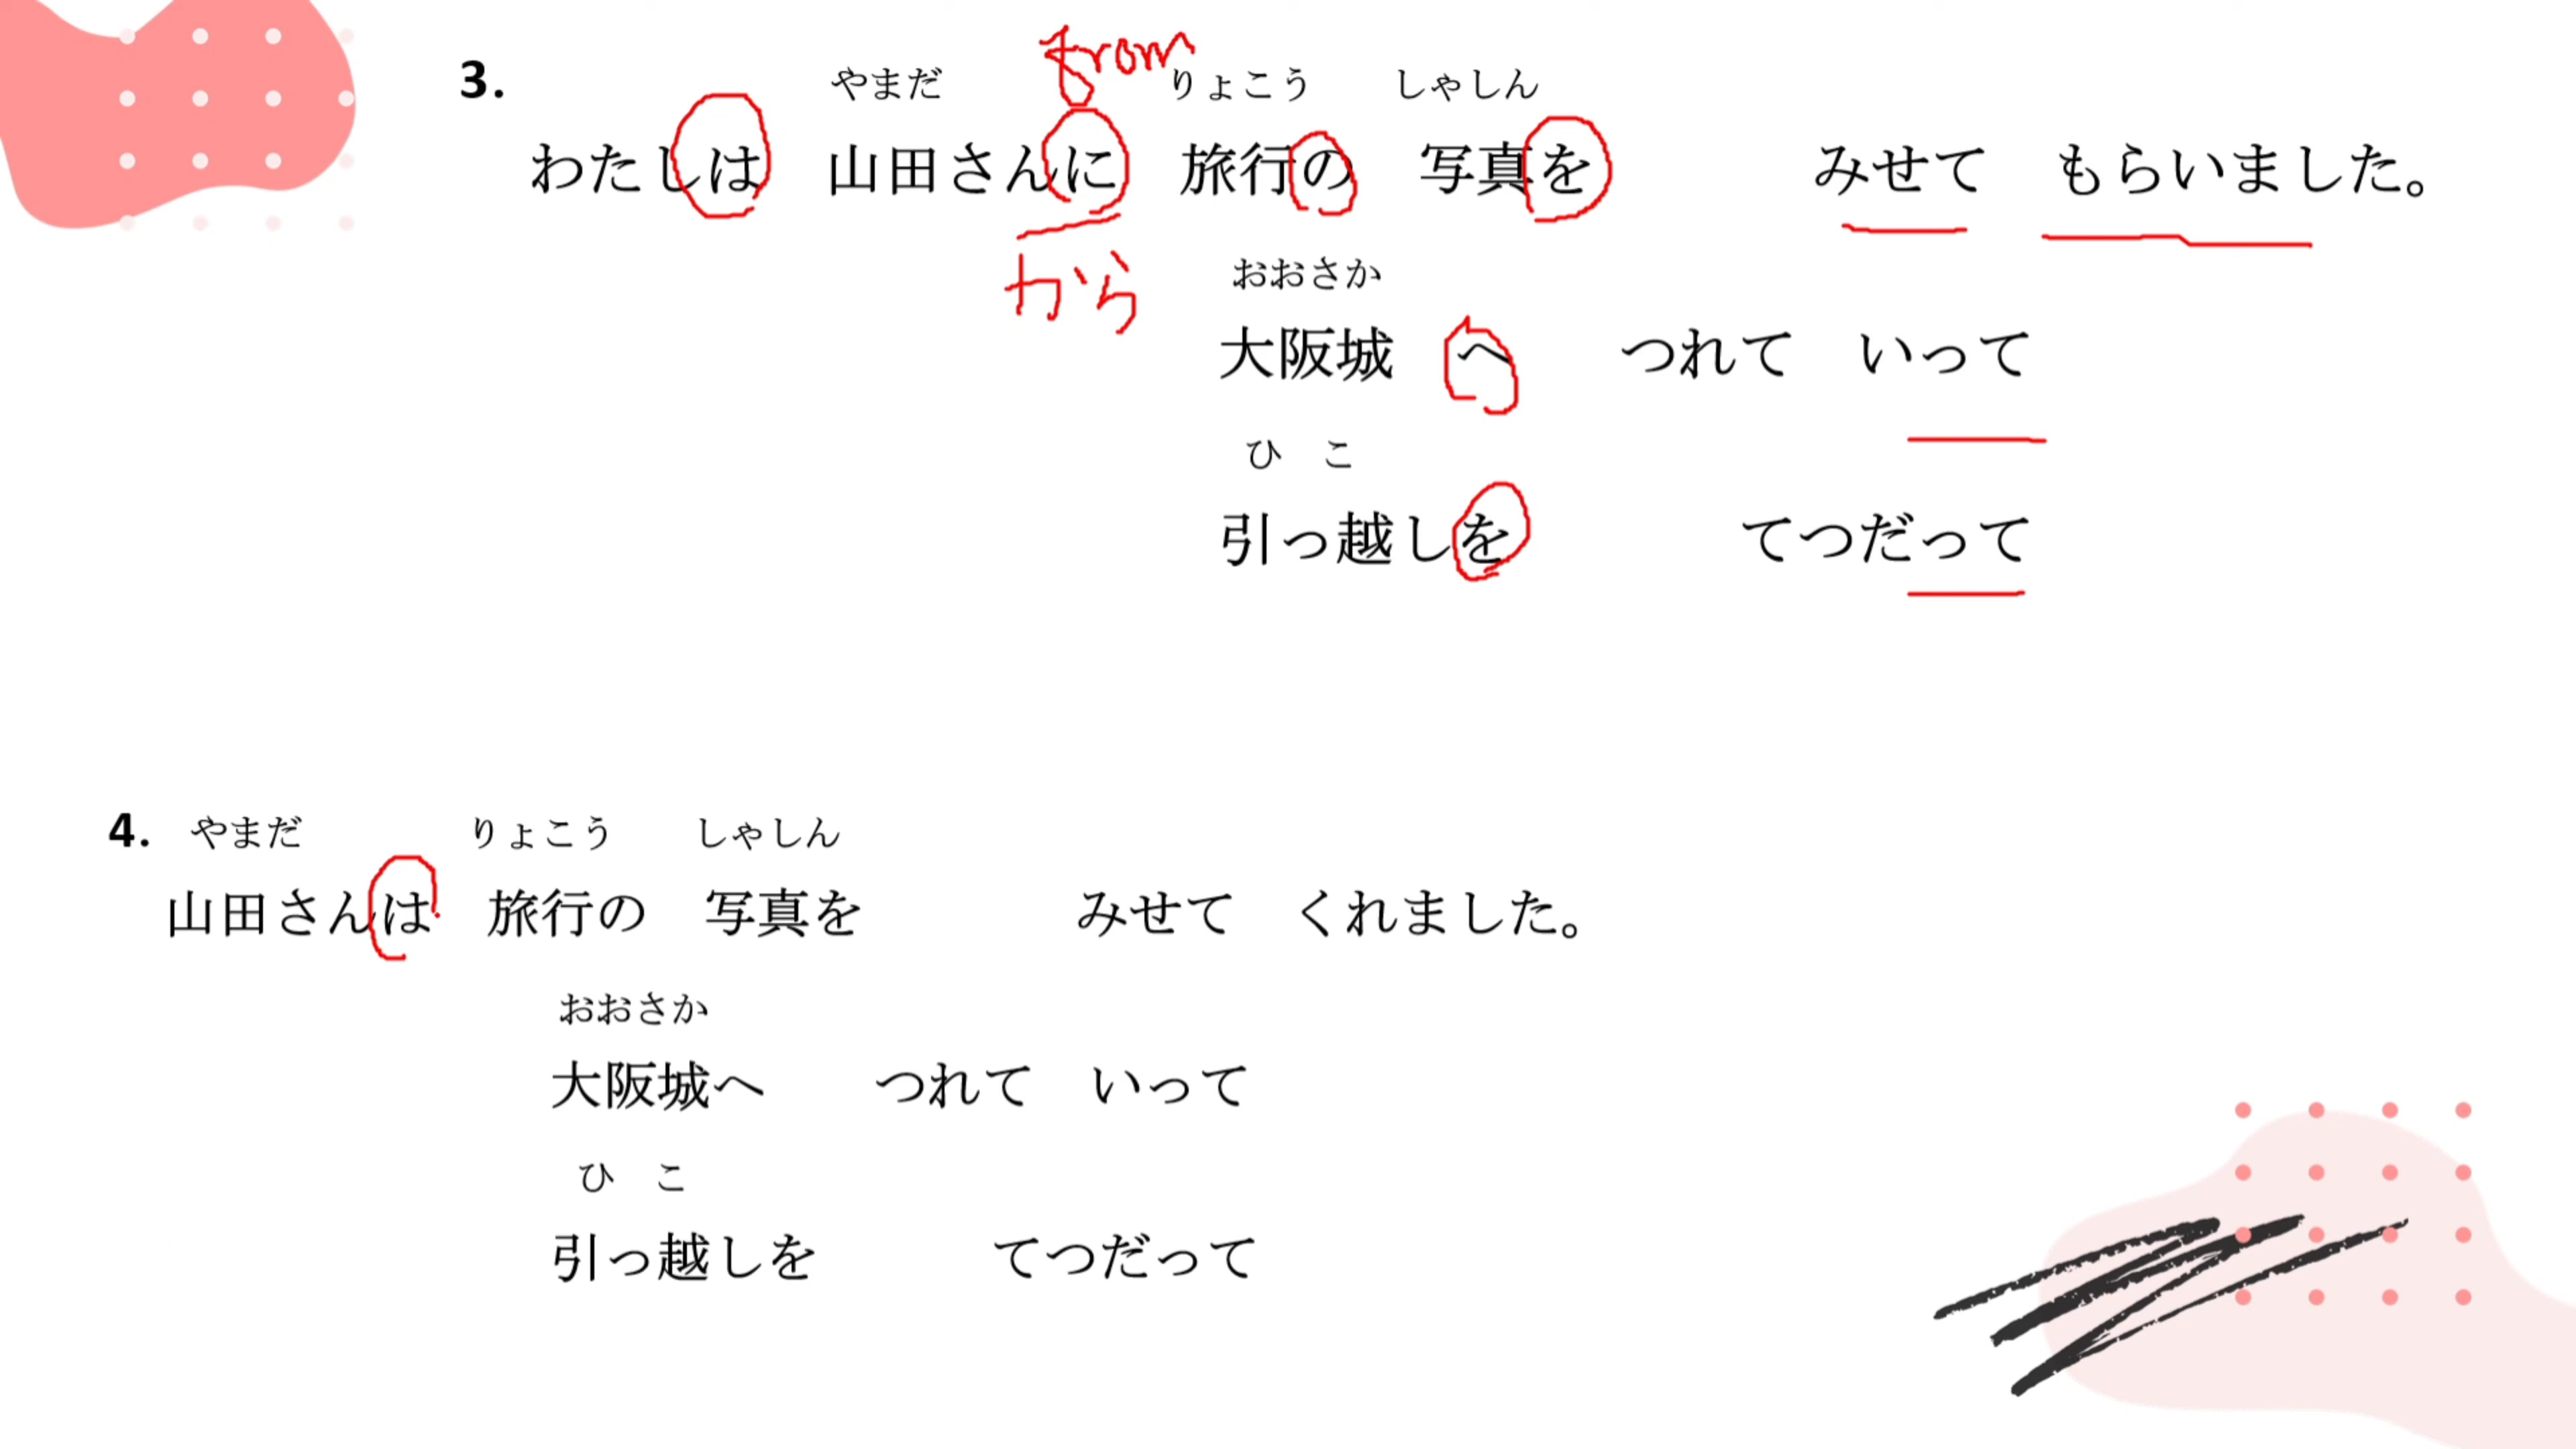 from
3.
やまだ りょこう しゃしん
わたしは 山田さんに 旅行の 写真を みせて もらいました。
から
おおさか
大阪城 へ つれて いって
ひ こ
引っ越しを てつだって
4. やまだ りょこう しゃしん
山田さんは 旅行の 写真を みせて くれました。
おおさか
大阪城へ つれて いって
ひ こ
引っ越しを てつだって